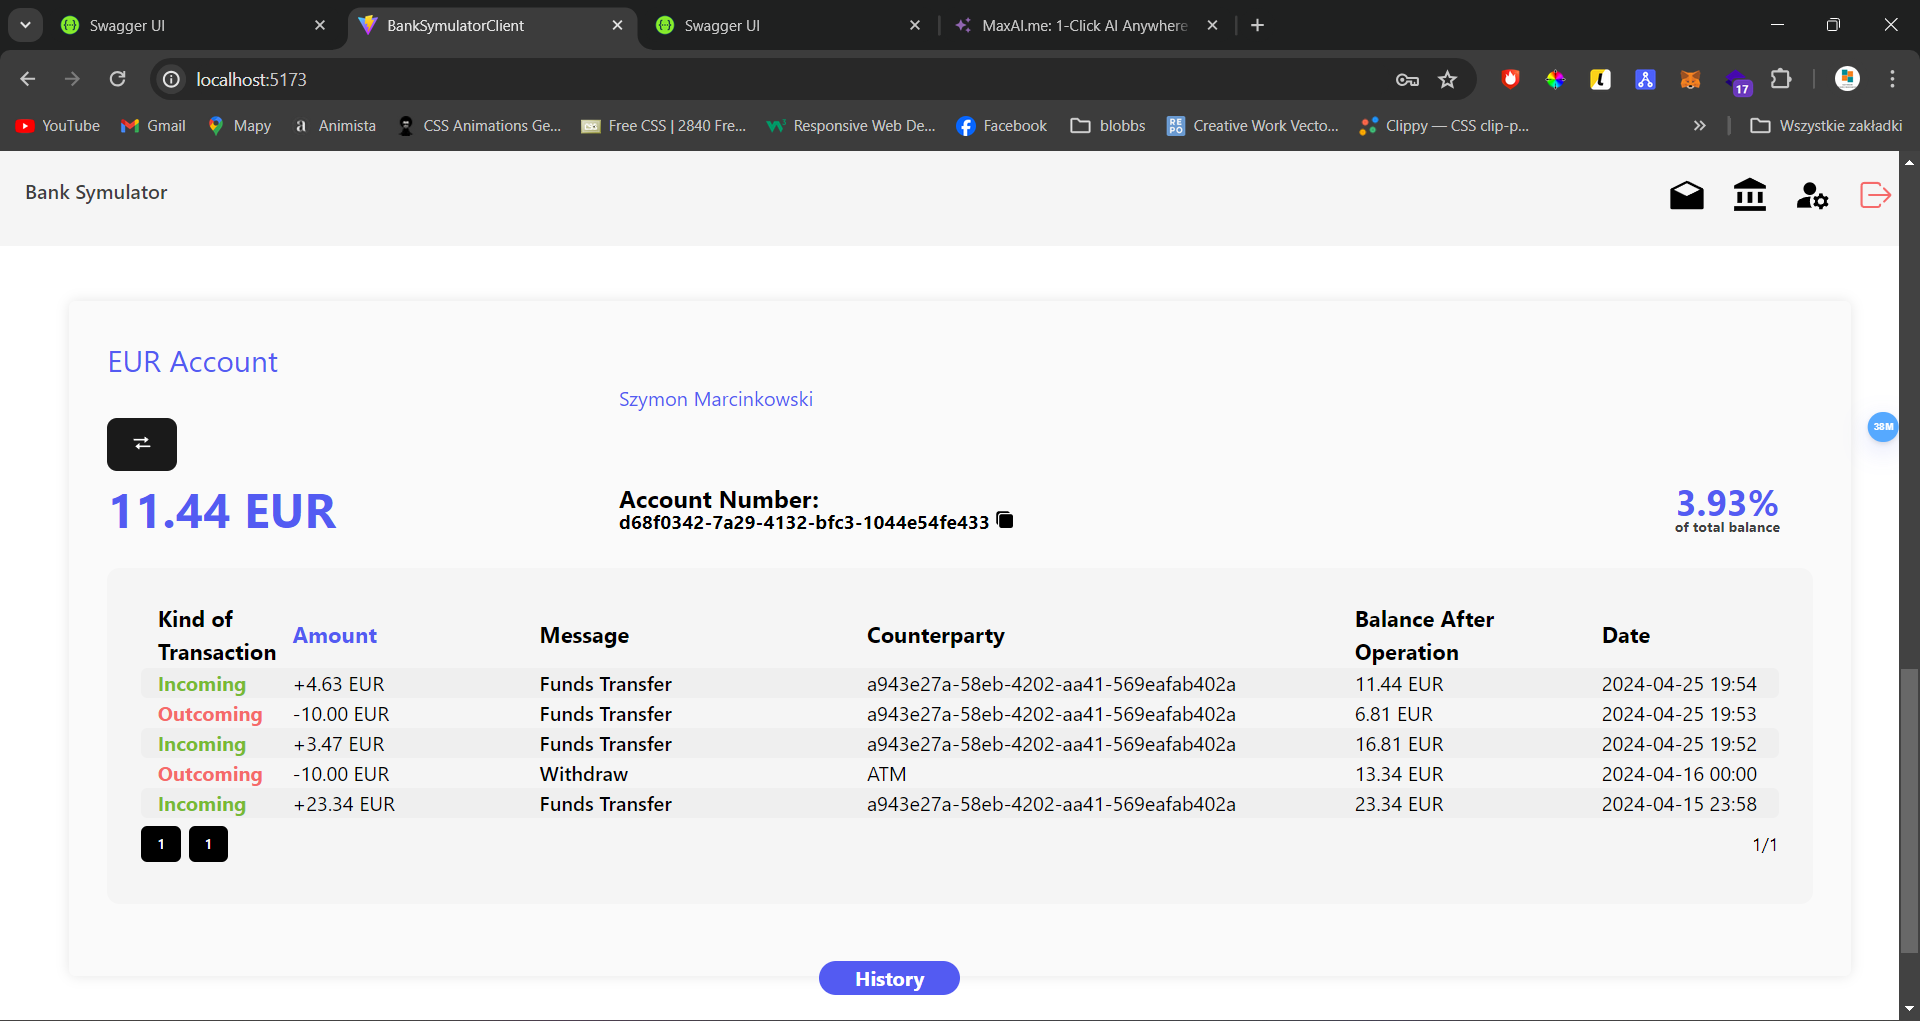 Swagger UI
BankSymulatorClient
Swagger UI
MaxAI.me: 1-Click AI Anywhere
localhost:5173
17
YouTube
Gmail
Mapy
a Animista
CSS Animations Ge...
Free CSS | 2840 Fre...
Responsive Web De...
Facebook
blobbs
Creative Work Vecto...
Clippy — CSS clip-p...
Wszystkie zakładki
Bank Symulator
EUR Account
Szymon Marcinkowski
38M
11.44 EUR
Account Number:
d68f0342-7a29-4132-bfc3-1044e54fe433
3.93%
of total balance
Kind of
Transaction
Amount
Message
Counterparty
Balance After
Operation
Date
Incoming +4.63 EUR Funds Transfer a943e27a-58eb-4202-aa41-569eafab402a 11.44 EUR 2024-04-25 19:54
Outcoming -10.00 EUR Funds Transfer a943e27a-58eb-4202-aa41-569eafab402a 6.81 EUR 2024-04-25 19:53
Incoming +3.47 EUR Funds Transfer a943e27a-58eb-4202-aa41-569eafab402a 16.81 EUR 2024-04-25 19:52
Outcoming -10.00 EUR Withdraw ATM 13.34 EUR 2024-04-16 00:00
Incoming +23.34 EUR Funds Transfer a943e27a-58eb-4202-aa41-569eafab402a 23.34 EUR 2024-04-15 23:58
1 1 1/1
History